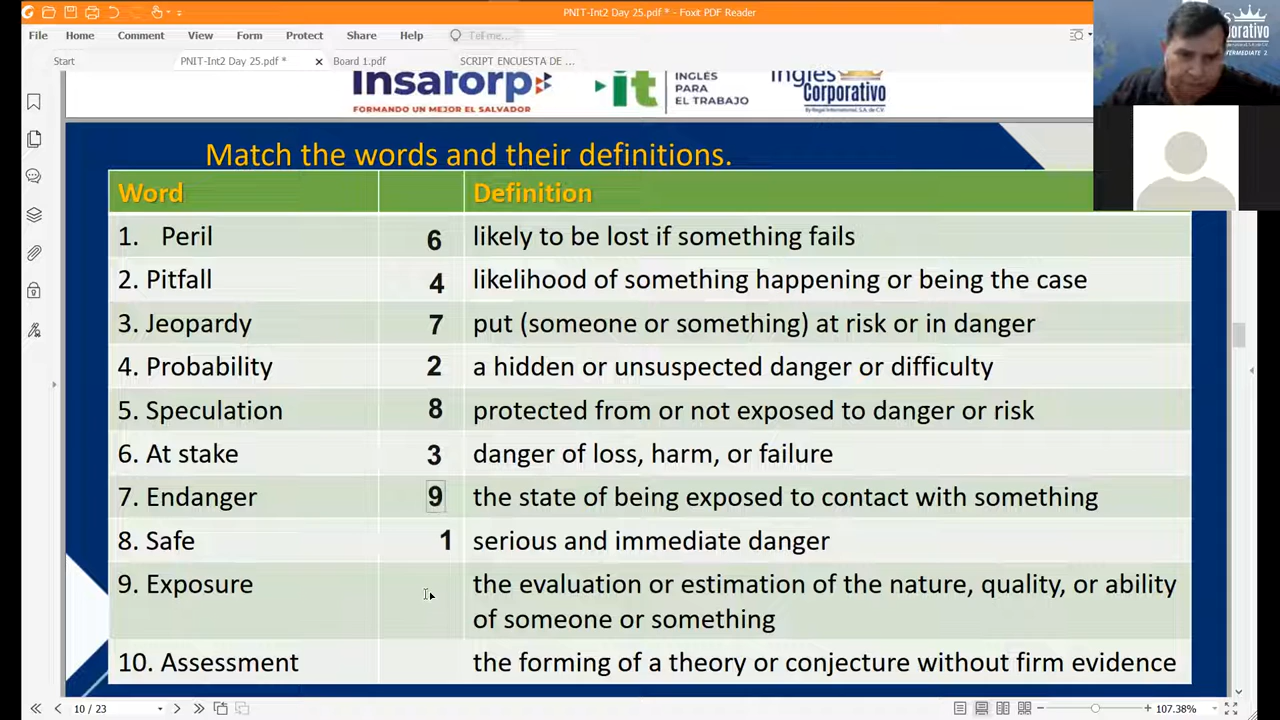 PNIT-Int2 Day 25.pdf * - Foxit PDF Reader
File Home Comment View Form Protect Share Help Tell me...
Start PNIT-Int2 Day 25.pdf * Board 1.pdf SCRIPT ENCUESTA DE ...
Insaforp
FORMANDO UN MEJOR EL SALVADOR
it
INGLÉS
PARA
EL TRABAJO
Inglés
Corporativo
Match the words and their definitions.
Word Definition
1. Peril 6 likely to be lost if something fails
2. Pitfall 4 likelihood of something happening or being the case
3. Jeopardy 7 put (someone or something) at risk or in danger
4. Probability 2 a hidden or unsuspected danger or difficulty
5. Speculation 8 protected from or not exposed to danger or risk
6. At stake 3 danger of loss, harm, or failure
7. Endanger 9 the state of being exposed to contact with something
8. Safe 1 serious and immediate danger
9. Exposure the evaluation or estimation of the nature, quality, or ability
of someone or something
10. Assessment the forming of a theory or conjecture without firm evidence
10 / 23 107.38%